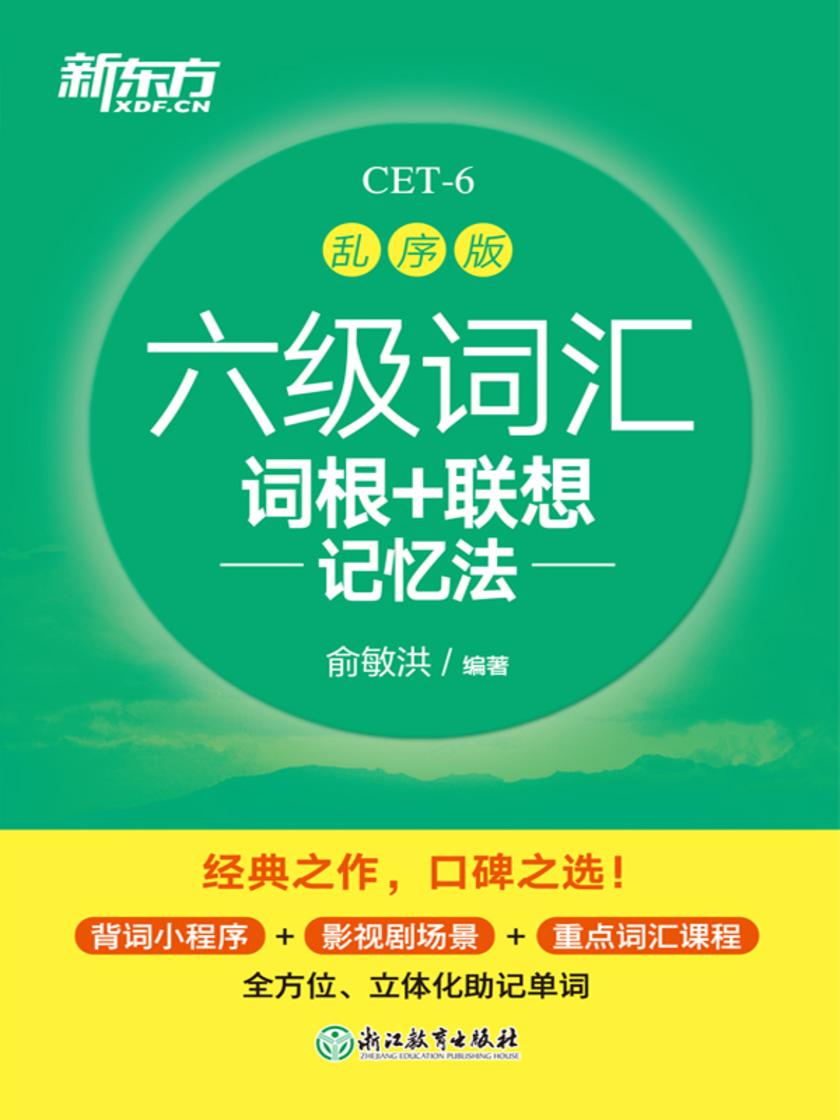 新东方
XDF.CN
CET-6
乱序版
六级词汇
词根+联想
记忆法
俞敏洪 / 编著
经典之作，口碑之选！
背词小程序 + 影视剧场景 + 重点词汇课程
全方位、立体化助记单词
浙江教育出版社
ZHEJIANG EDUCATION PUBLISHING HOUSE